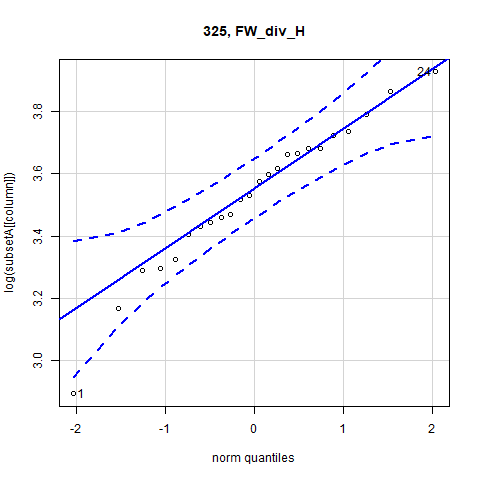 325, FW_div_H
log(subsetA[[column]])
3.8
3.6
3.4
3.2
3.0
24
1
-2 -1 0 1 2
norm quantiles